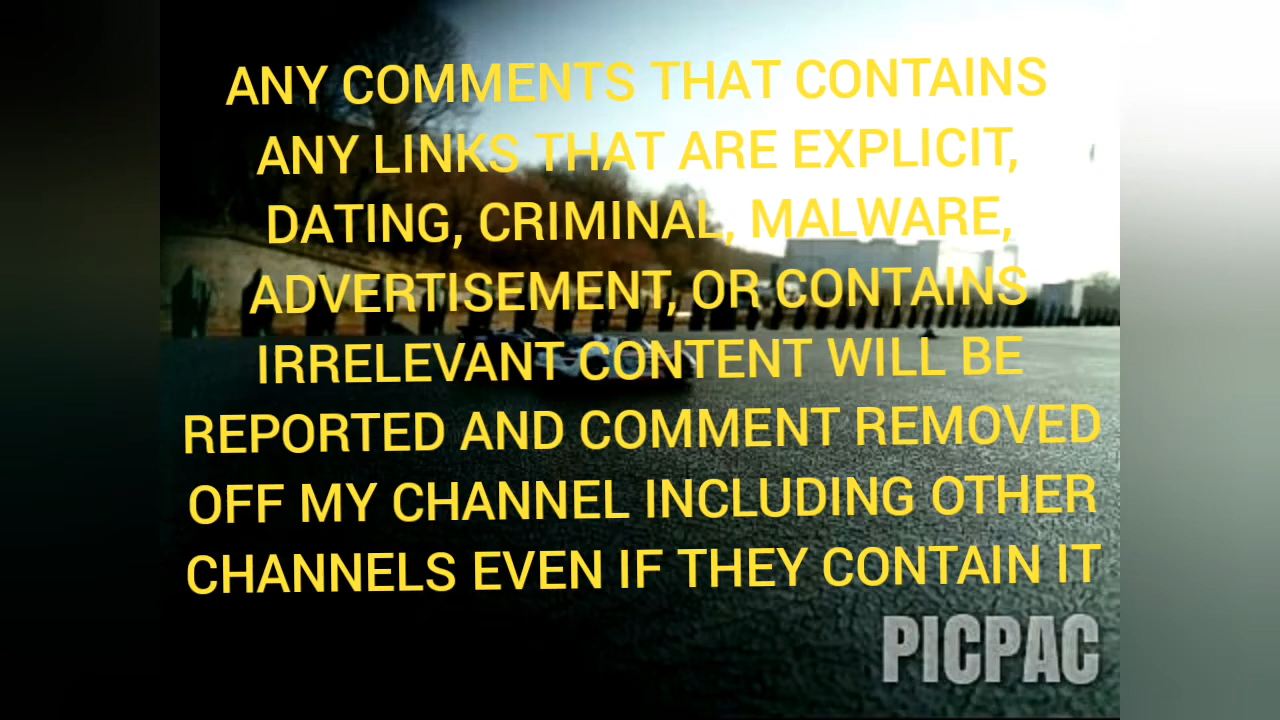 ANY COMMENTS THAT CONTAINS
ANY LINKS THAT ARE EXPLICIT,
DATING, CRIMINAL, MALWARE,
ADVERTISEMENT, OR CONTAINS
IRRELEVANT CONTENT WILL BE
REPORTED AND COMMENT REMOVED
OFF MY CHANNEL INCLUDING OTHER
CHANNELS EVEN IF THEY CONTAIN IT
PICPAC